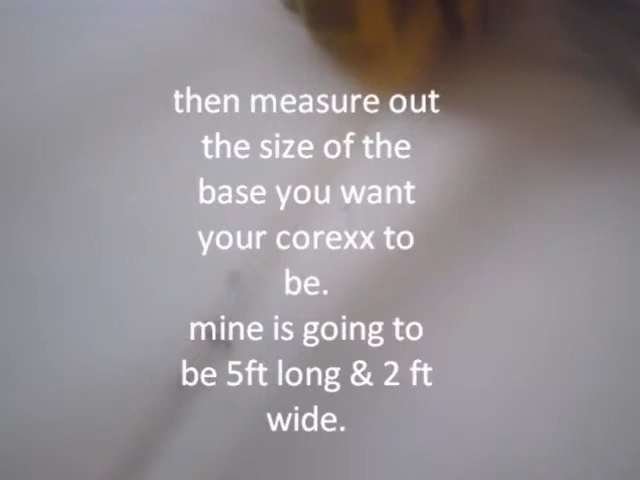 then measure out
the size of the
base you want
your corexx to
be.
mine is going to
be 5ft long & 2 ft
wide.